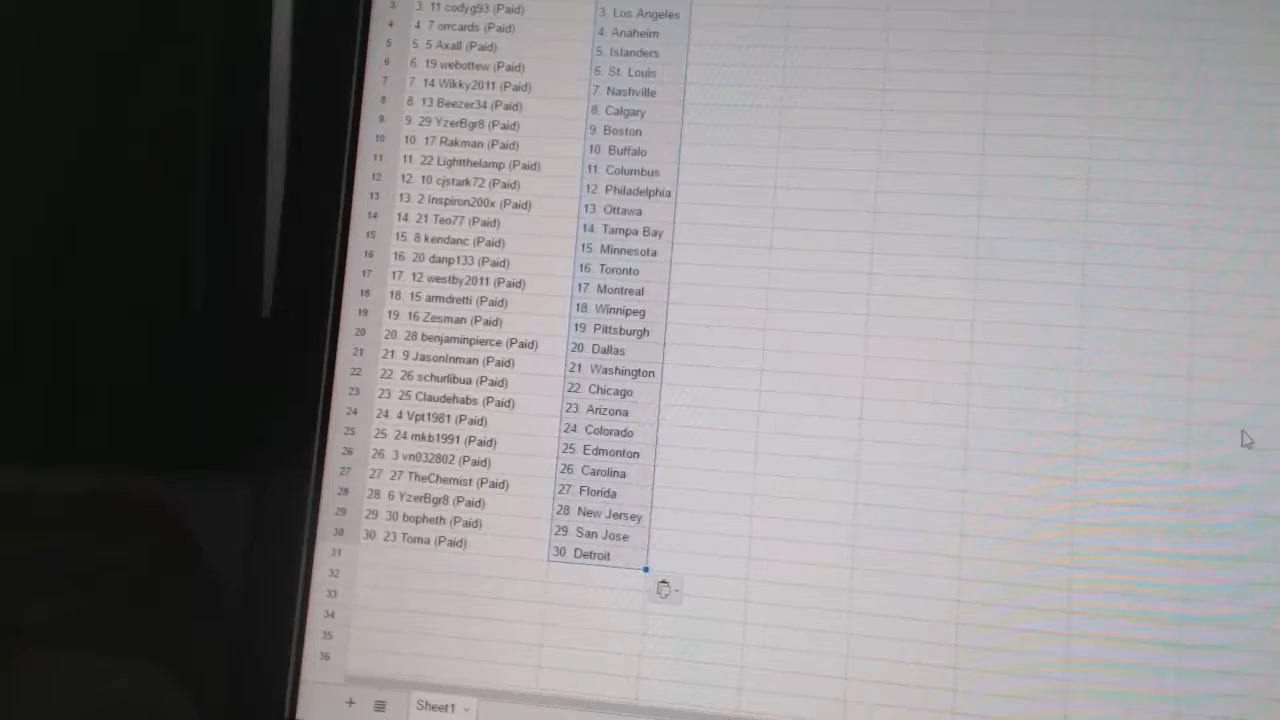 3 3. 11 codyg93 (Paid) 3. Los Angeles
4 4. 7 orrcards (Paid) 4. Anaheim
5 5. 5 Axall (Paid) 5. Islanders
6 6. 19 webottew (Paid) 6. St. Louis
7 7. 14 Wikky2011 (Paid) 7. Nashville
8 8. 13 Beezer34 (Paid) 8. Calgary
9 9. 29 YzerBgr8 (Paid) 9. Boston
10 10. 17 Rakman (Paid) 10. Buffalo
11 11. 22 Lightthelamp (Paid) 11. Columbus
12 12. 10 cjstark72 (Paid) 12. Philadelphia
13 13. 2 Inspiron200x (Paid) 13. Ottawa
14 14. 21 Teo77 (Paid) 14. Tampa Bay
15 15. 8 kendanc (Paid) 15. Minnesota
16 16. 20 danp133 (Paid) 16. Toronto
17 17. 12 westby2011 (Paid) 17. Montreal
18 18. 15 armdretti (Paid) 18. Winnipeg
19 19. 16 Zesman (Paid) 19. Pittsburgh
20 20. 28 benjaminpierce (Paid) 20. Dallas
21 21. 9 JasonInman (Paid) 21. Washington
22 22. 26 schurlibua (Paid) 22. Chicago
23 23. 25 Claudehabs (Paid) 23. Arizona
24 24. 4 Vpt1981 (Paid) 24. Colorado
25 25. 24 mkb1991 (Paid) 25. Edmonton
26 26. 3 vn032802 (Paid) 26. Carolina
27 27. 27 TheChemist (Paid) 27. Florida
28 28. 6 YzerBgr8 (Paid) 28. New Jersey
29 29. 30 bopheth (Paid) 29. San Jose
30 30. 23 Toma (Paid) 30. Detroit
31
32
33
34
35
36
Sheet1